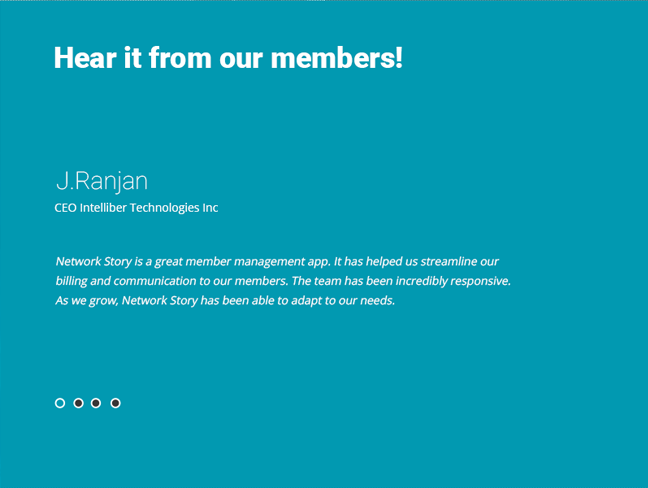 Hear it from our members!
J.Ranjan
CEO Intelliber Technologies Inc
Network Story is a great member management app. It has helped us streamline our
billing and communication to our members. The team has been incredibly responsive.
As we grow, Network Story has been able to adapt to our needs.